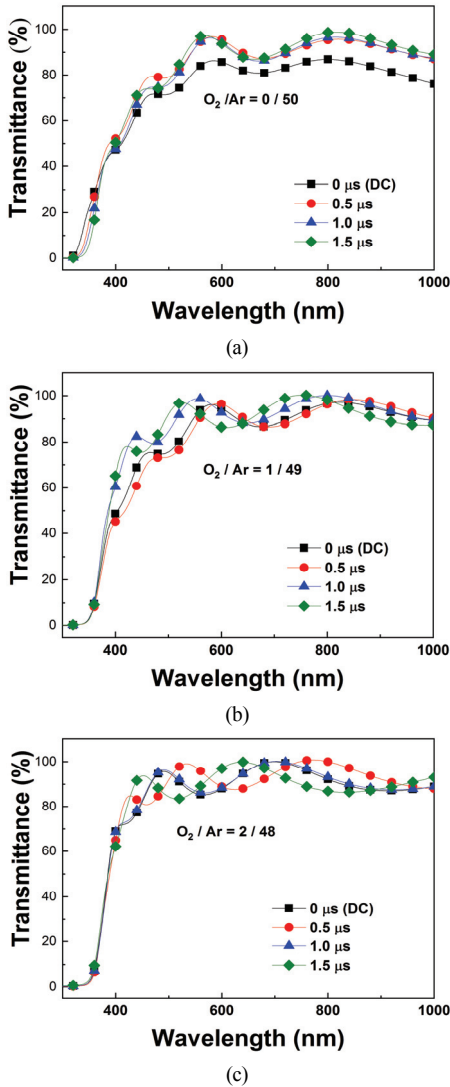 100
80
60
40
20
0
Transmittance (%)
O₂ /Ar = 0 / 50
0 μs (DC)
0.5 μs
1.0 μs
1.5 μs
400 600 800 1000
Wavelength (nm)
(a)
100
80
60
40
20
0
Transmittance (%)
O₂ / Ar = 1 / 49
0 μs (DC)
0.5 μs
1.0 μs
1.5 μs
400 600 800 1000
Wavelength (nm)
(b)
100
80
60
40
20
0
Transmittance (%)
O₂ / Ar = 2 / 48
0 μs (DC)
0.5 μs
1.0 μs
1.5 μs
400 600 800 1000
Wavelength (nm)
(c)